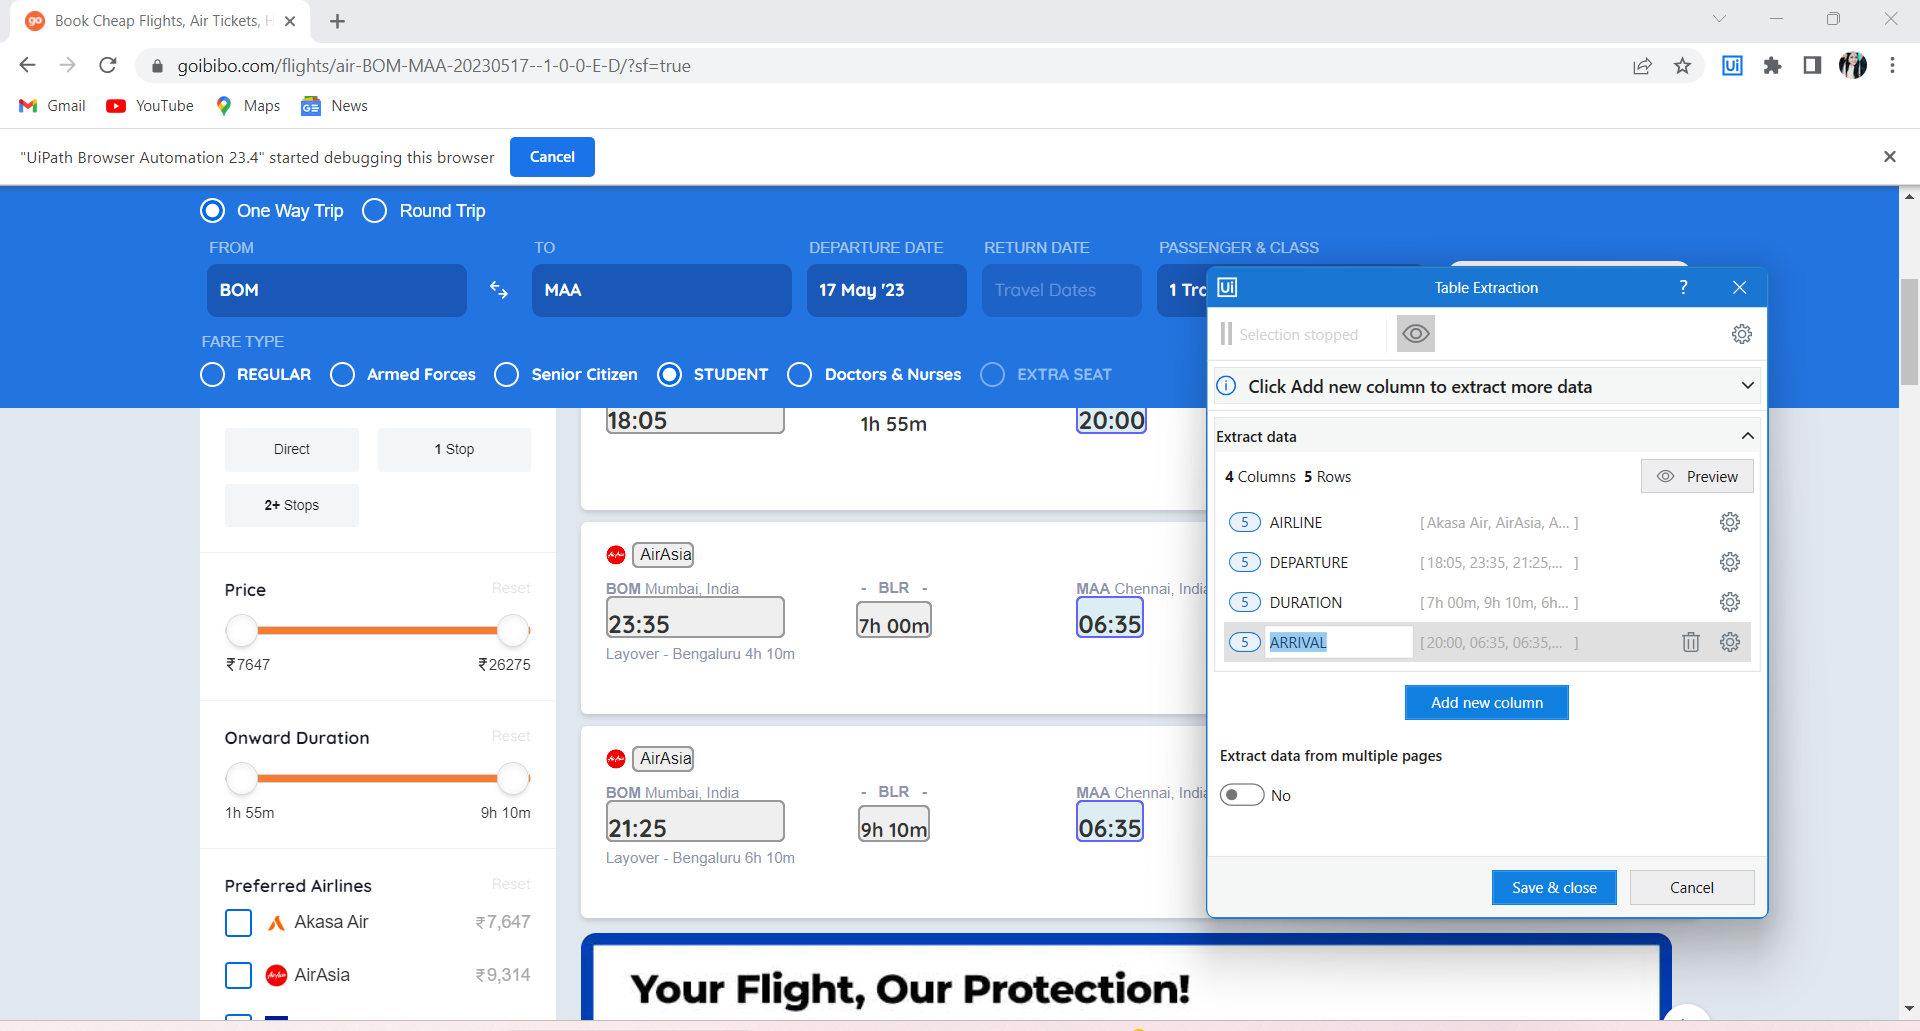 go Book Cheap Flights, Air Tickets, H
goibibo.com/flights/air-BOM-MAA-20230517--1-0-0-E-D/?sf=true
Gmail YouTube Maps News
"UiPath Browser Automation 23.4" started debugging this browser Cancel
One Way Trip Round Trip
FROM TO DEPARTURE DATE RETURN DATE PASSENGER & CLASS
BOM MAA 17 May '23 Travel Dates 1 Tra
FARE TYPE
REGULAR Armed Forces Senior Citizen STUDENT Doctors & Nurses EXTRA SEAT
Direct 1 Stop
2+ Stops
Price Reset
₹7647 ₹26275
Onward Duration Reset
1h 55m 9h 10m
Preferred Airlines Reset
Akasa Air ₹7,647
AirAsia ₹9,314
18:05 1h 55m 20:00
AirAsia
BOM Mumbai, India - BLR - MAA Chennai, India
23:35 7h 00m 06:35
Layover - Bengaluru 4h 10m
AirAsia
BOM Mumbai, India - BLR - MAA Chennai, India
21:25 9h 10m 06:35
Layover - Bengaluru 6h 10m
Your Flight, Our Protection!
Ui Table Extraction ?
Selection stopped
Click Add new column to extract more data
Extract data
4 Columns 5 Rows Preview
5 AIRLINE [ Akasa Air, AirAsia, A... ]
5 DEPARTURE [ 18:05, 23:35, 21:25,... ]
5 DURATION [ 7h 00m, 9h 10m, 6h... ]
5 ARRIVAL [ 20:00, 06:35, 06:35,... ]
Add new column
Extract data from multiple pages
No
Save & close Cancel